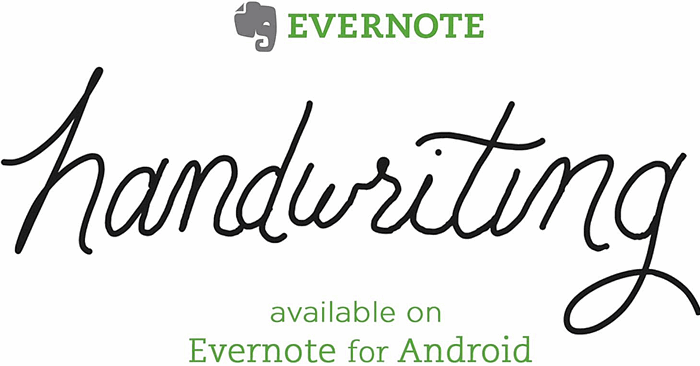 EVERNOTE
handwriting
available on
Evernote for Android